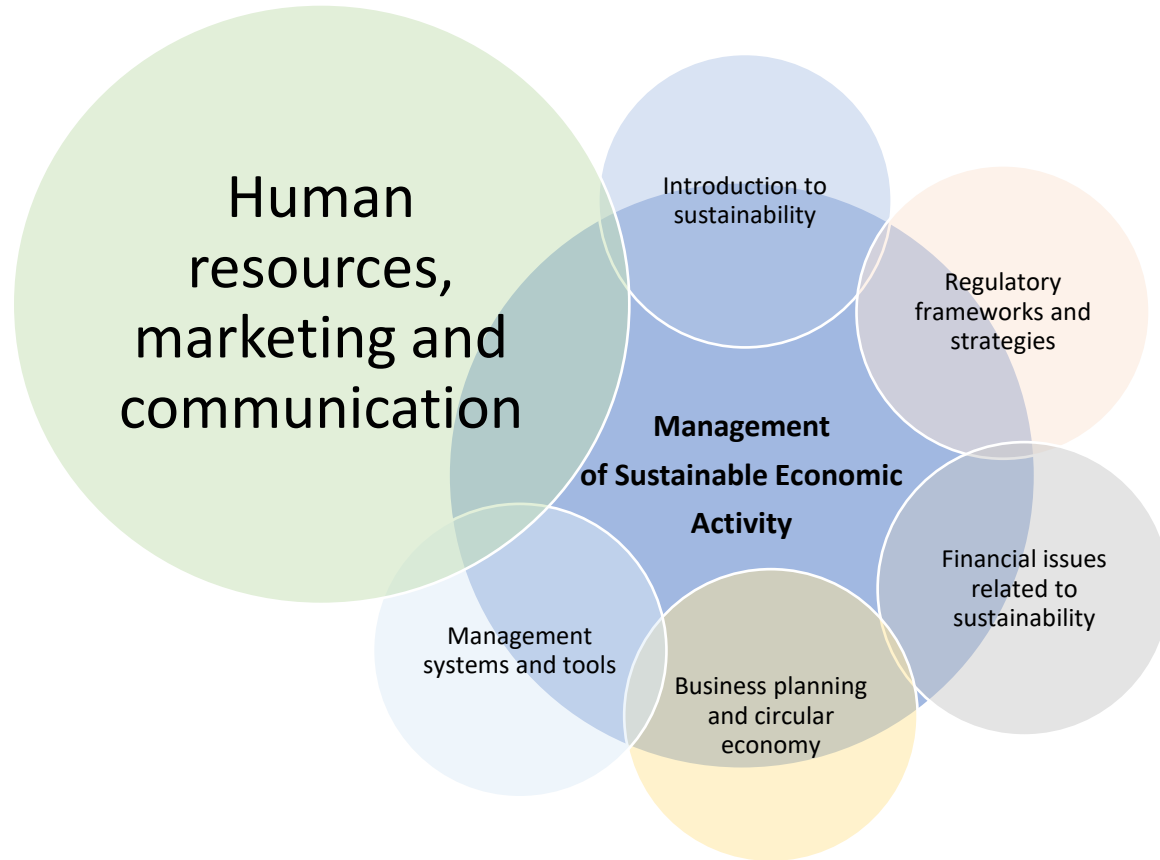 Human
resources,
marketing and
communication
Introduction to
sustainability
Regulatory
frameworks and
strategies
Management
of Sustainable Economic
Activity
Financial issues
related to
sustainability
Management
systems and tools
Business planning
and circular
economy